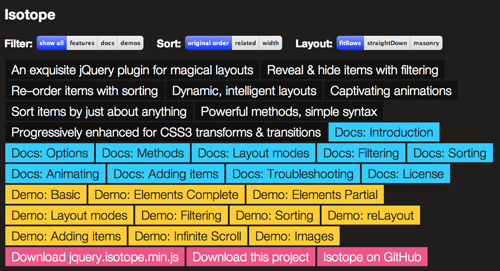 Isotope
Filter: show all features docs demos Sort: original order related width Layout: fitRows straightDown masonry
An exquisite jQuery plugin for magical layouts Reveal & hide items with filtering
Re–order items with sorting Dynamic, intelligent layouts Captivating animations
Sort items by just about anything Powerful methods, simple syntax
Progressively enhanced for CSS3 transforms & transitions Docs: Introduction
Docs: Options Docs: Methods Docs: Layout modes Docs: Filtering Docs: Sorting
Docs: Animating Docs: Adding items Docs: Troubleshooting Docs: License
Demo: Basic Demo: Elements Complete Demo: Elements Partial
Demo: Layout modes Demo: Filtering Demo: Sorting Demo: reLayout
Demo: Adding items Demo: Infinite Scroll Demo: Images
Download jquery.isotope.min.js Download this project Isotope on GitHub